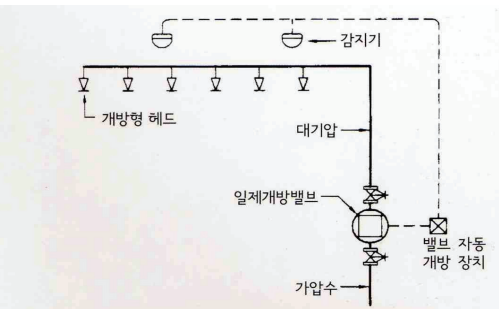 감지기
개방형 헤드
대기압
일제개방밸브
밸브 자동
개방 장치
가압수